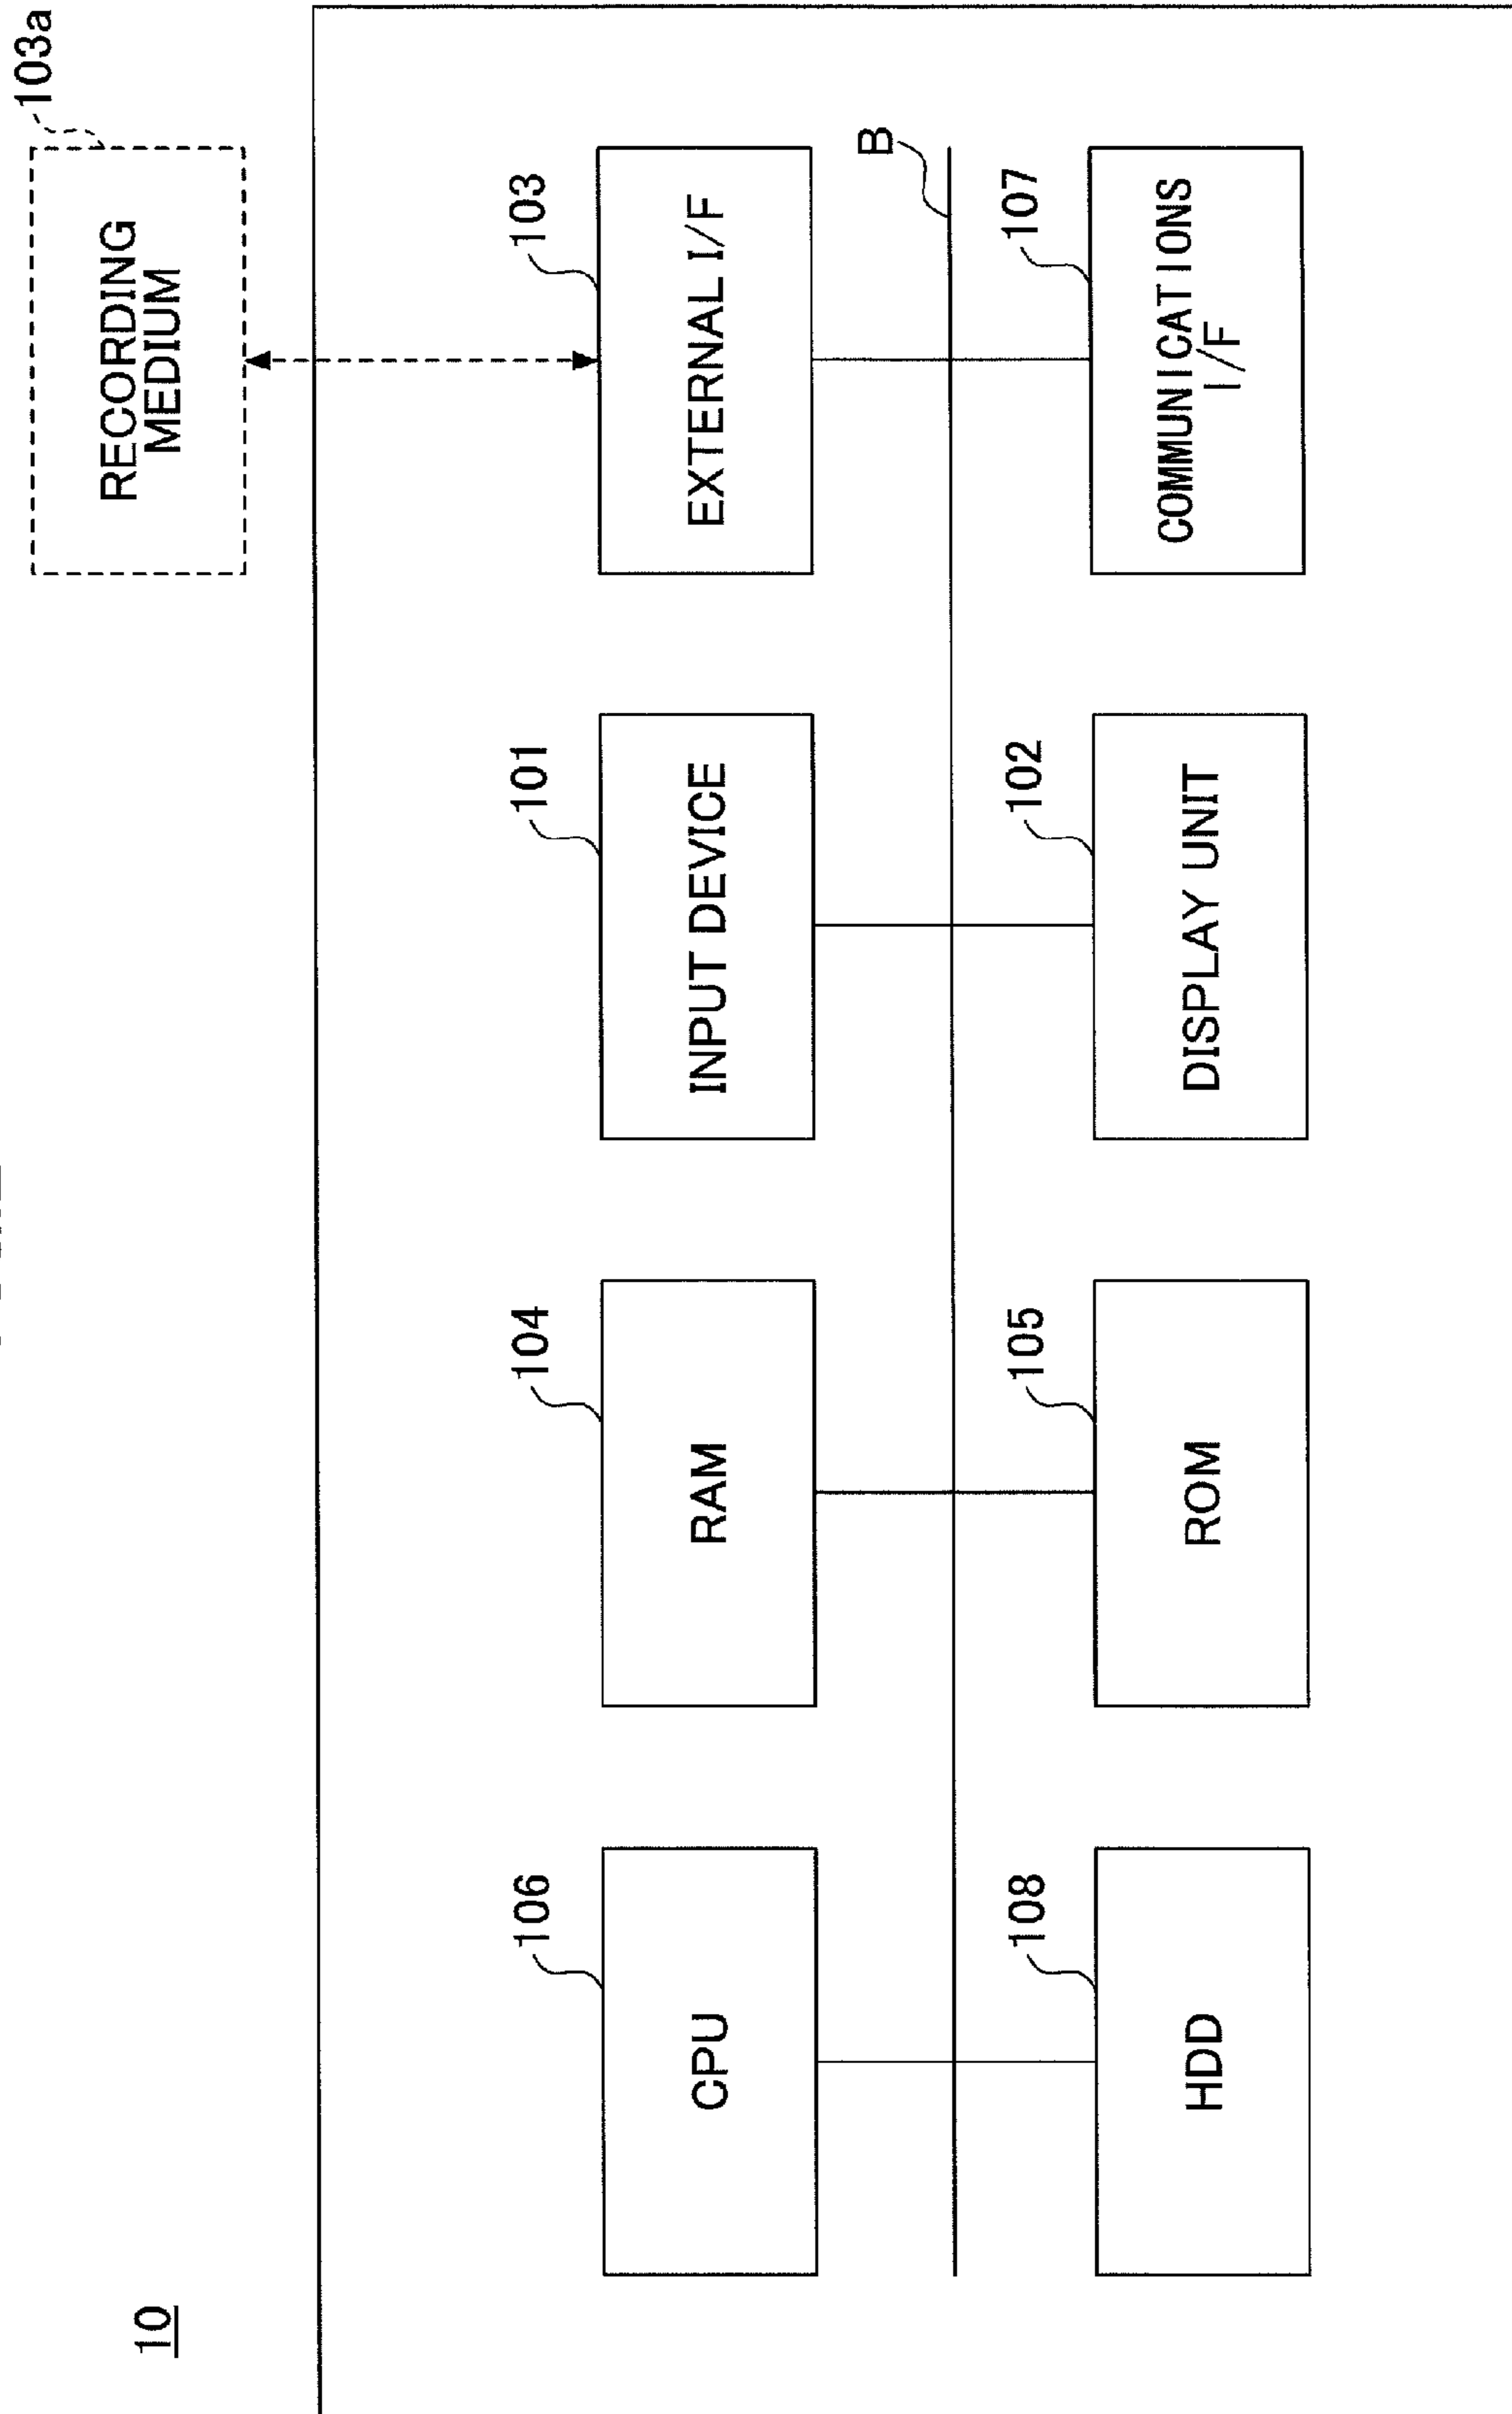 10
103a
RECORDING
MEDIUM
106
CPU
104
RAM
101
INPUT DEVICE
103
EXTERNAL I/F
B
108
HDD
105
ROM
102
DISPLAY UNIT
107
COMMUNICATIONS
I/F